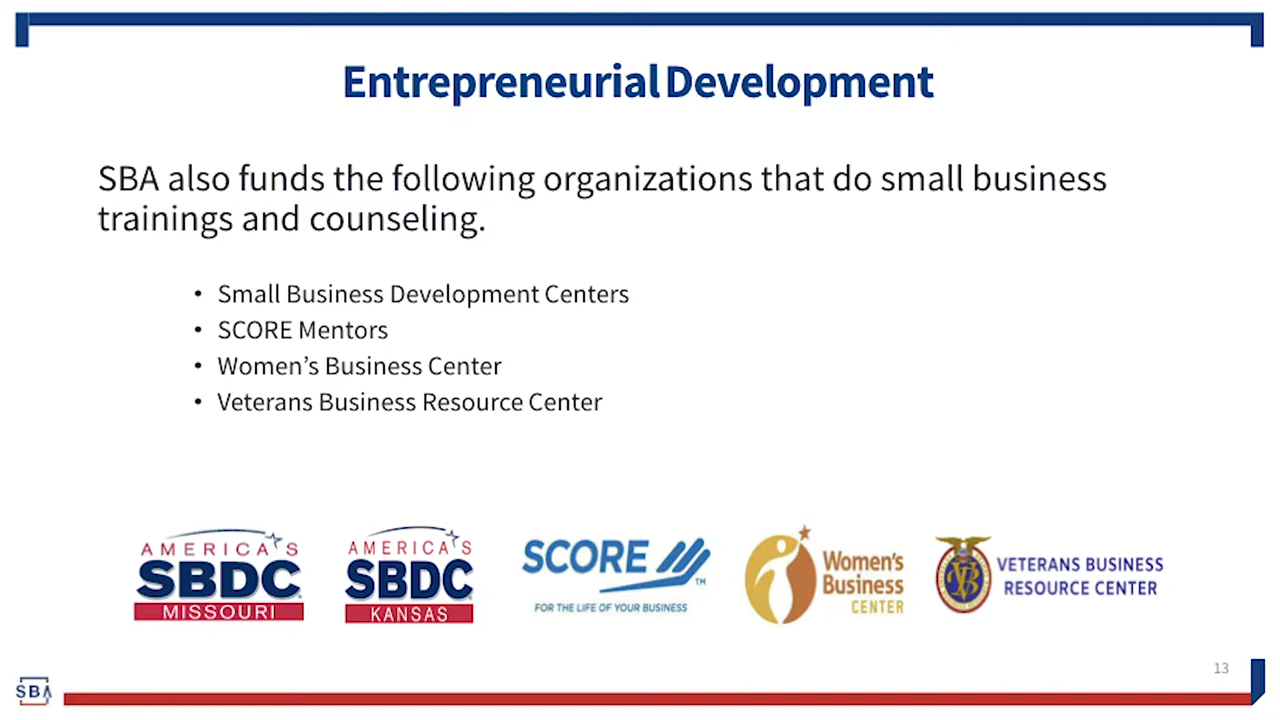 Entrepreneurial Development
SBA also funds the following organizations that do small business
trainings and counseling.
• Small Business Development Centers
• SCORE Mentors
• Women’s Business Center
• Veterans Business Resource Center
AMERICA'S
SBDC
MISSOURI
AMERICA'S
SBDC
KANSAS
SCORE
TM
FOR THE LIFE OF YOUR BUSINESS
Women's
Business
CENTER
VETERANS BUSINESS
RESOURCE CENTER
13
SBA